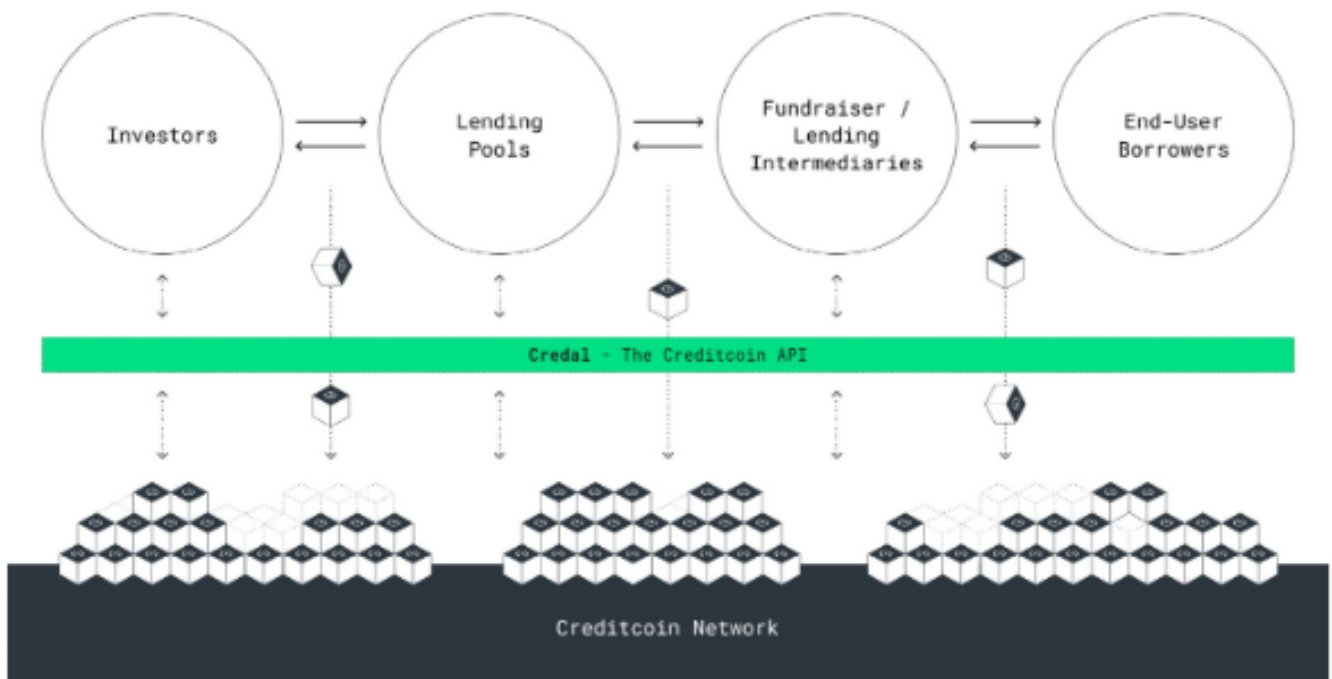 Investors
Lending
Pools
Fundraiser /
Lending
Intermediaries
End-User
Borrowers
Credal - The Creditcoin API
Creditcoin Network